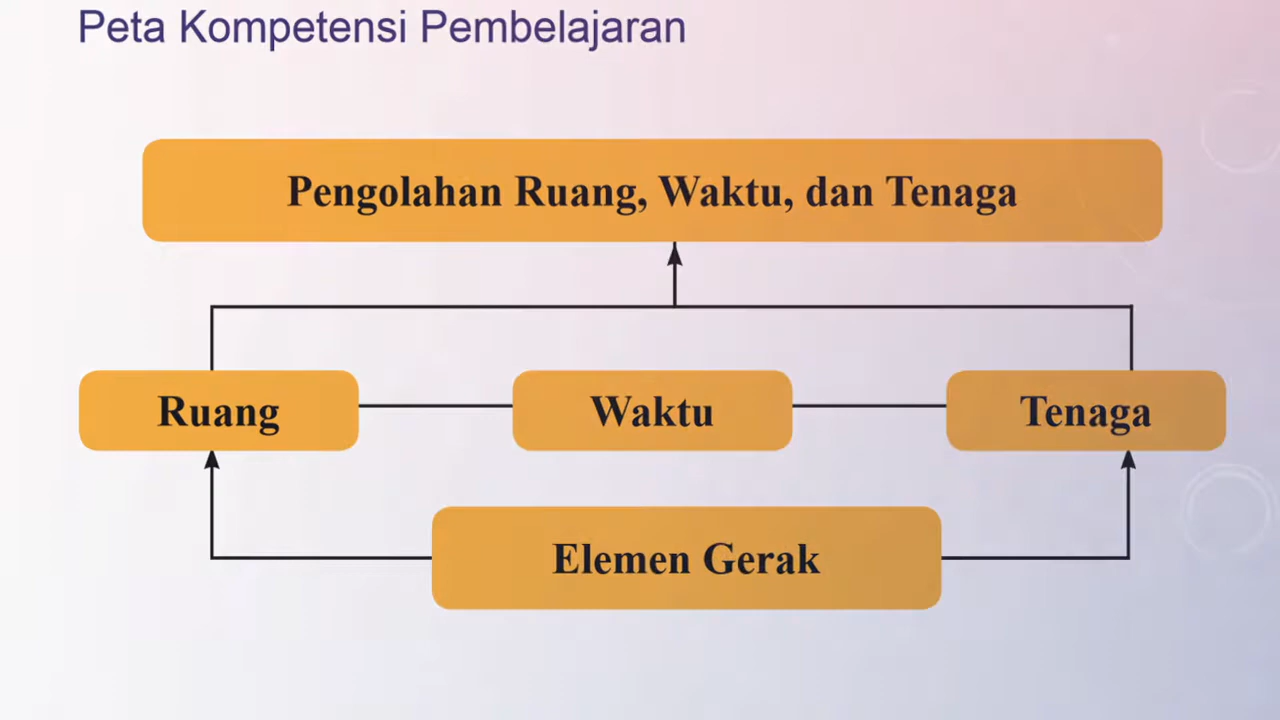 Peta Kompetensi Pembelajaran
Pengolahan Ruang, Waktu, dan Tenaga
Ruang
Waktu
Tenaga
Elemen Gerak